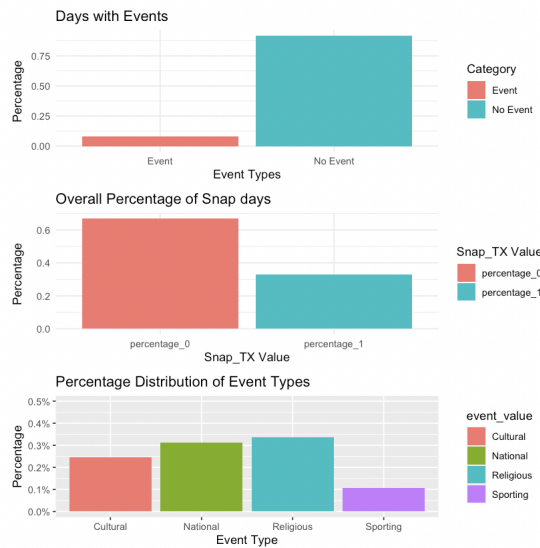 Days with Events
0.75
0.50
0.25
0.00
Percentage
Event
No Event
Event Types
Category
Event
No Event
Overall Percentage of Snap days
0.6
0.4
0.2
0.0
Percentage
percentage_0
percentage_1
Snap_TX Value
Snap_TX Value
percentage_0
percentage_1
Percentage Distribution of Event Types
0.5%
0.4%
0.3%
0.2%
0.1%
0.0%
Percentage
Cultural
National
Religious
Sporting
Event Type
event_value
Cultural
National
Religious
Sporting